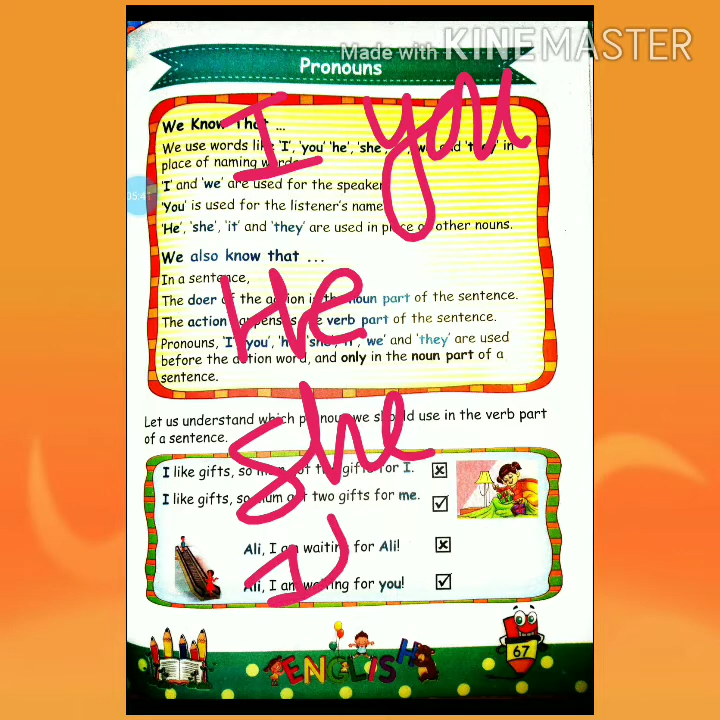 Made with KINEMASTER
Pronouns
We Know That ...
We use words like 'I', 'you' 'he', 'she', and 'they' in
place of naming words
'I' and 'we' are used for the speaker
'You' is used for the listener's name
'He', 'she', 'it' and 'they' are used in place of other nouns.
We also know that ...
In a sentence,
The doer of the action is the noun part of the sentence.
The action happens the verb part of the sentence.
Pronouns, 'I' 'you', 'he' 'she', 'it', 'we' and 'they' are used
before the action word, and only in the noun part of a
sentence.
Let us understand which pronoun we should use in the verb part
of a sentence.
I like gifts, so mum got two gifts for I.
I like gifts, so mum got two gifts for me.
Ali, I am waiting for Ali!
Ali, I am waiting for you!
ENGLISH
67
I you
He
She
05:4